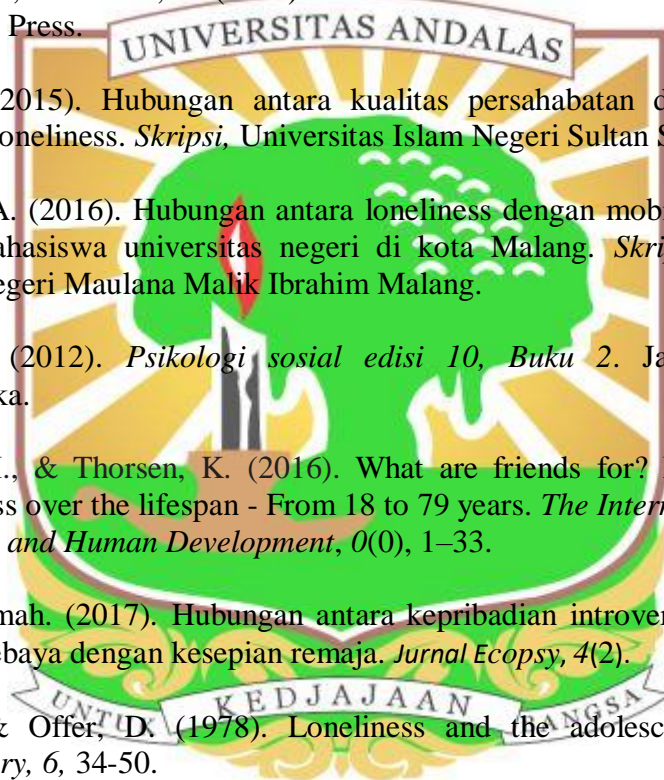 Press.
UNIVERSITAS ANDALAS
2015). Hubungan antara kualitas persahabatan d
oneliness. Skripsi, Universitas Islam Negeri Sultan S
A. (2016). Hubungan antara loneliness dengan mob
ahasiswa universitas negeri di kota Malang. Skri
egeri Maulana Malik Ibrahim Malang.
(2012). Psikologi sosial edisi 10, Buku 2. Ja
ka.
I., & Thorsen, K. (2016). What are friends for?
ss over the lifespan - From 18 to 79 years. The Intern
and Human Development, 0(0), 1–33.
mah. (2017). Hubungan antara kepribadian introver
ebaya dengan kesepian remaja. Jurnal Ecopsy, 4(2).
UNTUK KEDJAJAAN BANGSA
& Offer, D. (1978). Loneliness and the adolesc
ry, 6, 34-50.